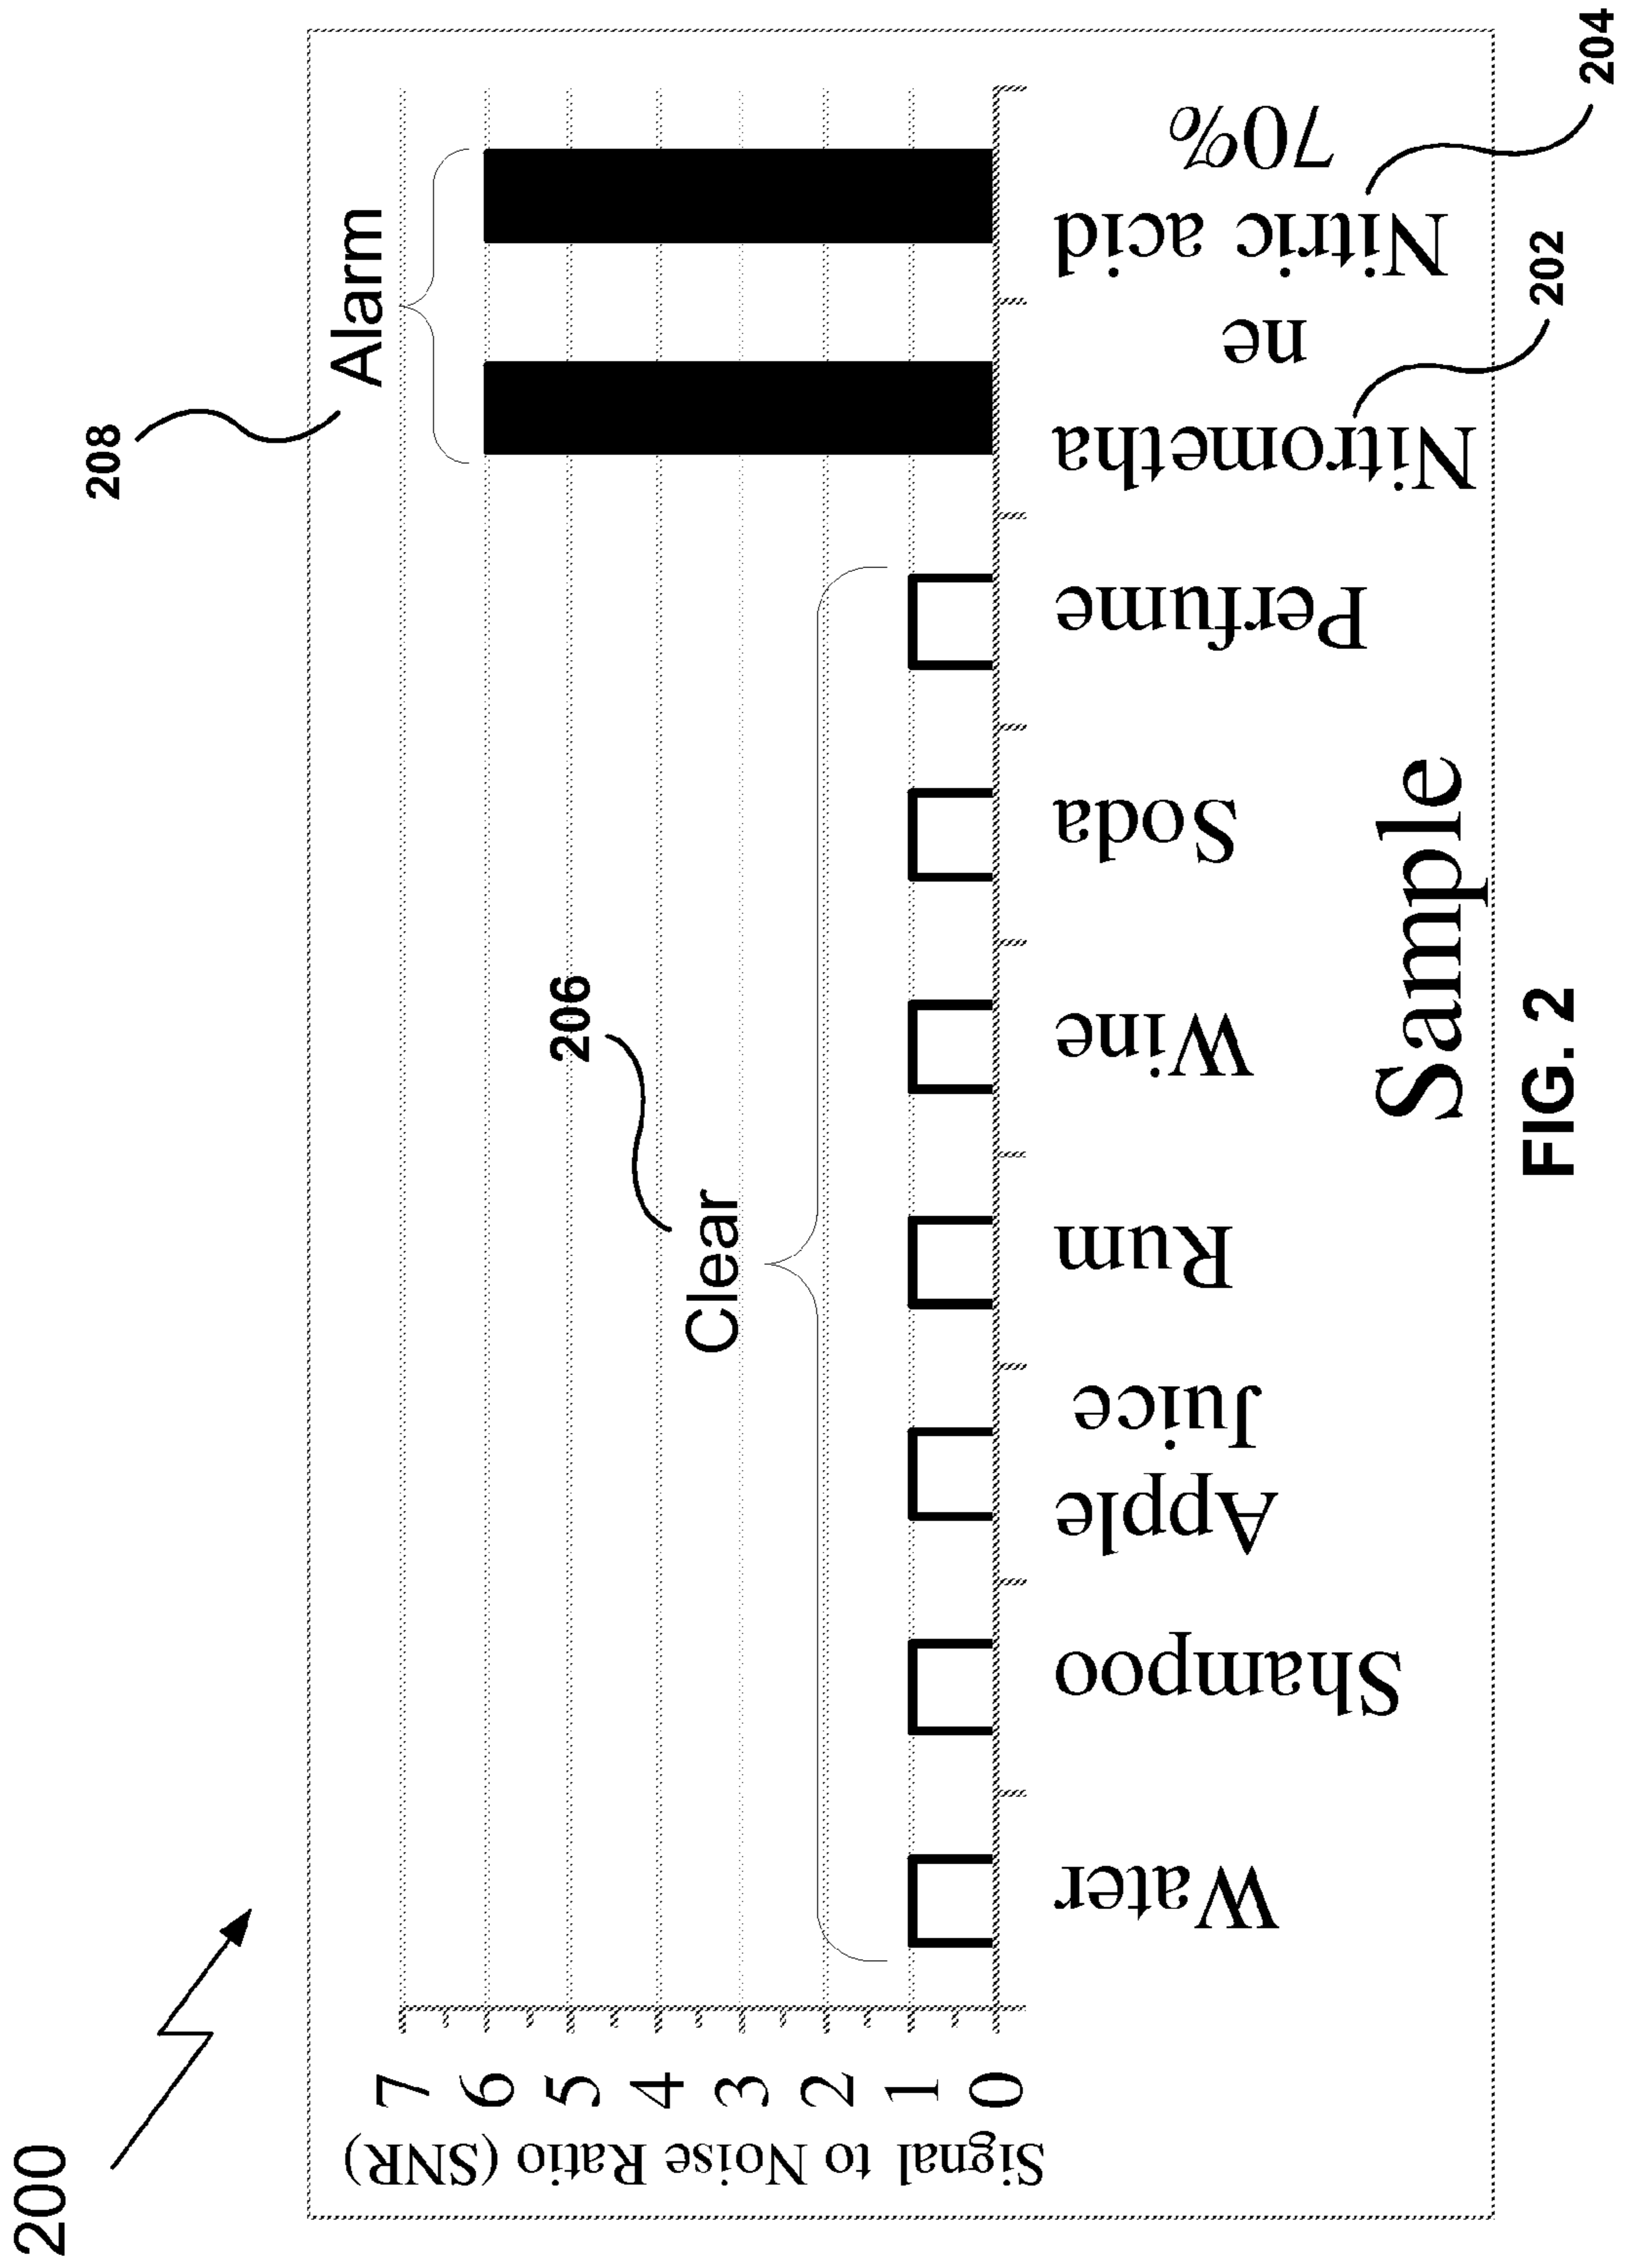 200
208
Alarm
206
Clear
7
6
5
4
3
2
1
0
Signal to Noise Ratio (SNR)
Water
Shampoo
Apple
Juice
Rum
Wine
Soda
Perfume
Nitrometha
ne
Nitric acid
70%
202
204
Sample
FIG. 2